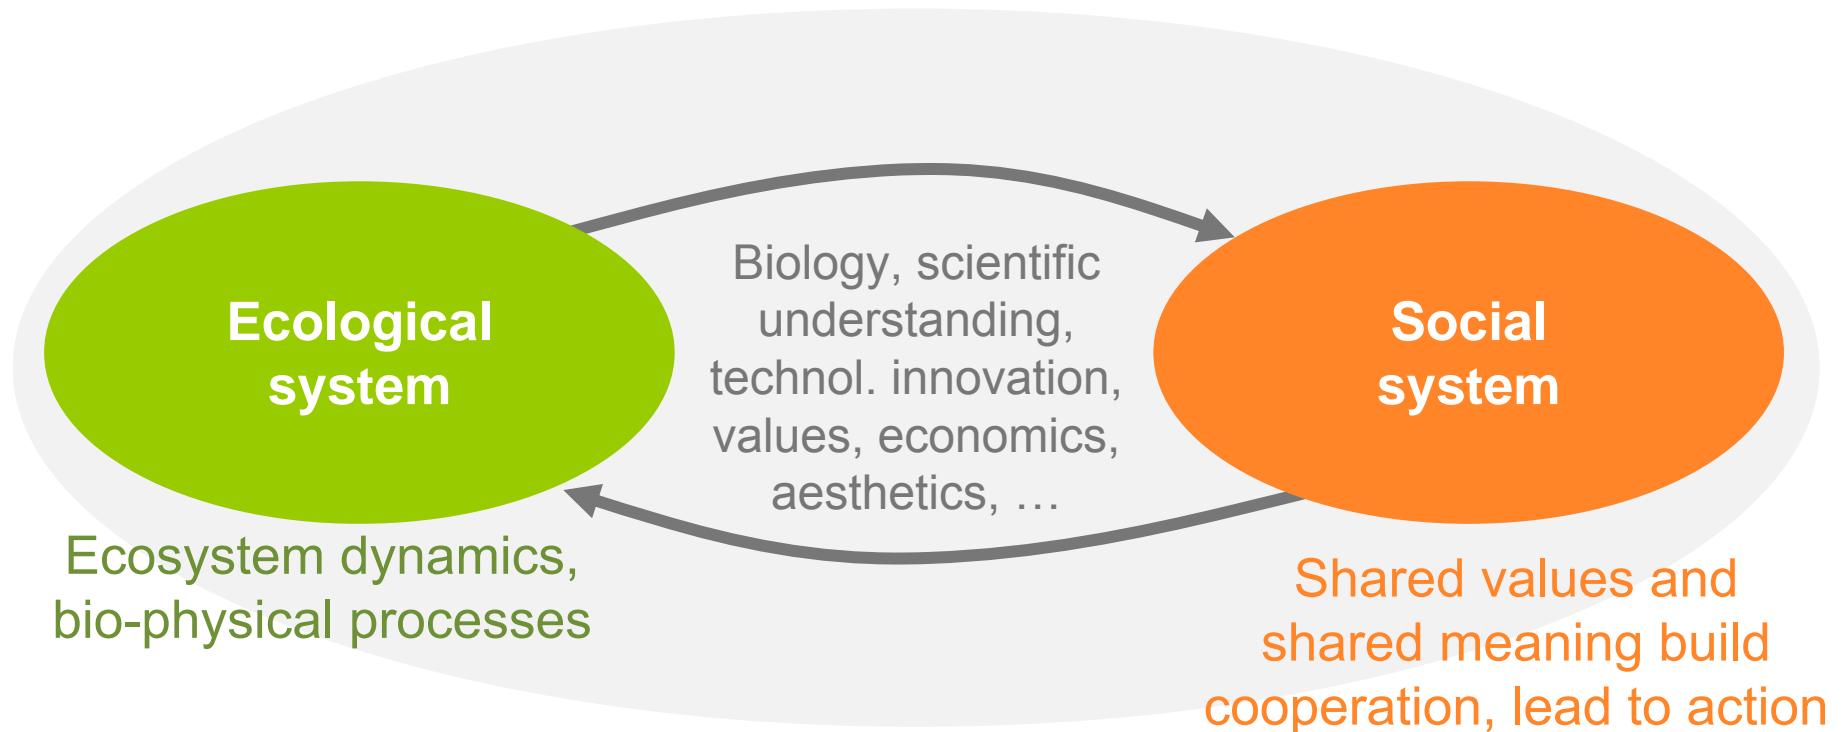 Ecological
system
Biology, scientific
understanding,
technol. innovation,
values, economics,
aesthetics, …
Social
system
Ecosystem dynamics,
bio-physical processes
Shared values and
shared meaning build
cooperation, lead to action